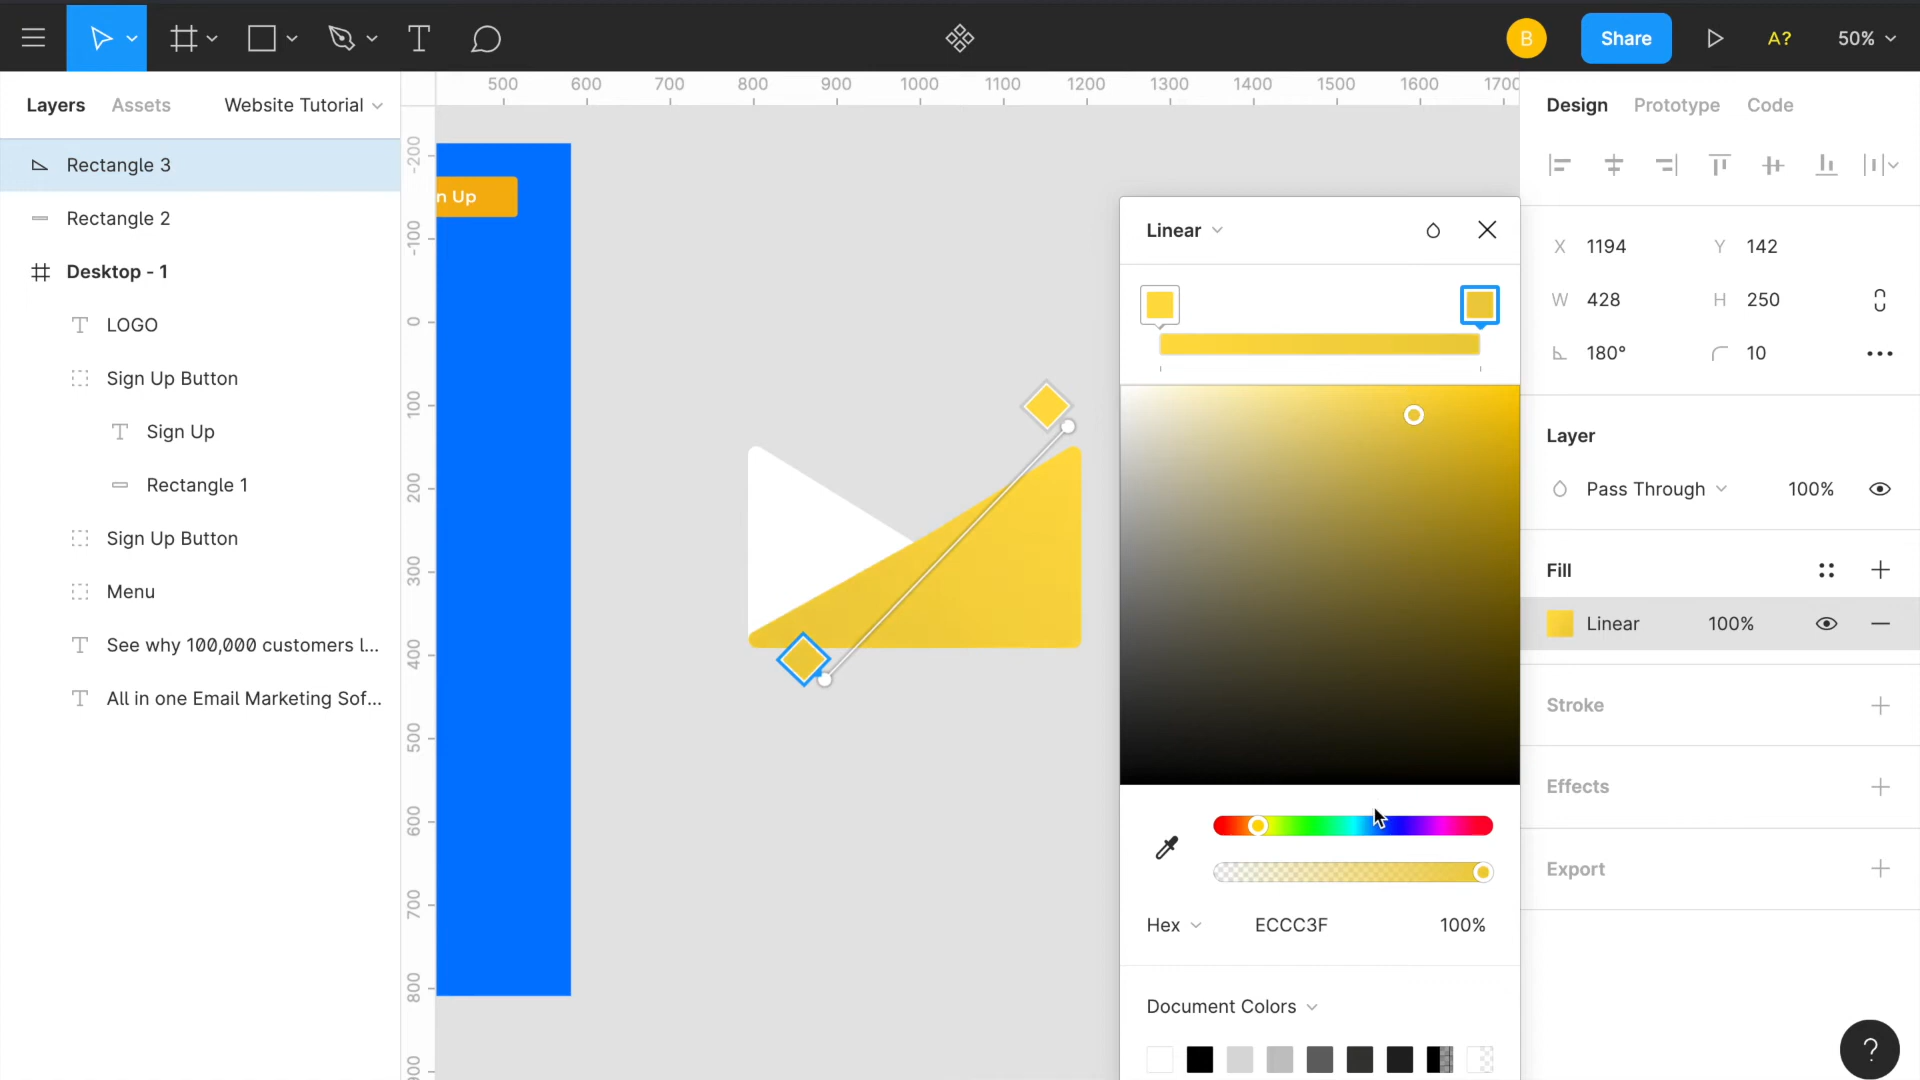 B
Share
A?
50%
Layers
Assets
Website Tutorial
500 600 700 800 900 1000 1100 1200 1300 1400 1500 1600 1700
Design
Prototype
Code
Rectangle 3
Rectangle 2
Desktop - 1
LOGO
Sign Up Button
Sign Up
Rectangle 1
Sign Up Button
Menu
See why 100,000 customers l...
All in one Email Marketing Sof...
-200
-100
0
100
200
300
400
500
600
700
800
900
n Up
Linear
Hex
ECCC3F
100%
Document Colors
X 1194
Y 142
W 428
H 250
180°
10
Layer
Pass Through
100%
Fill
Linear
100%
Stroke
Effects
Export
?